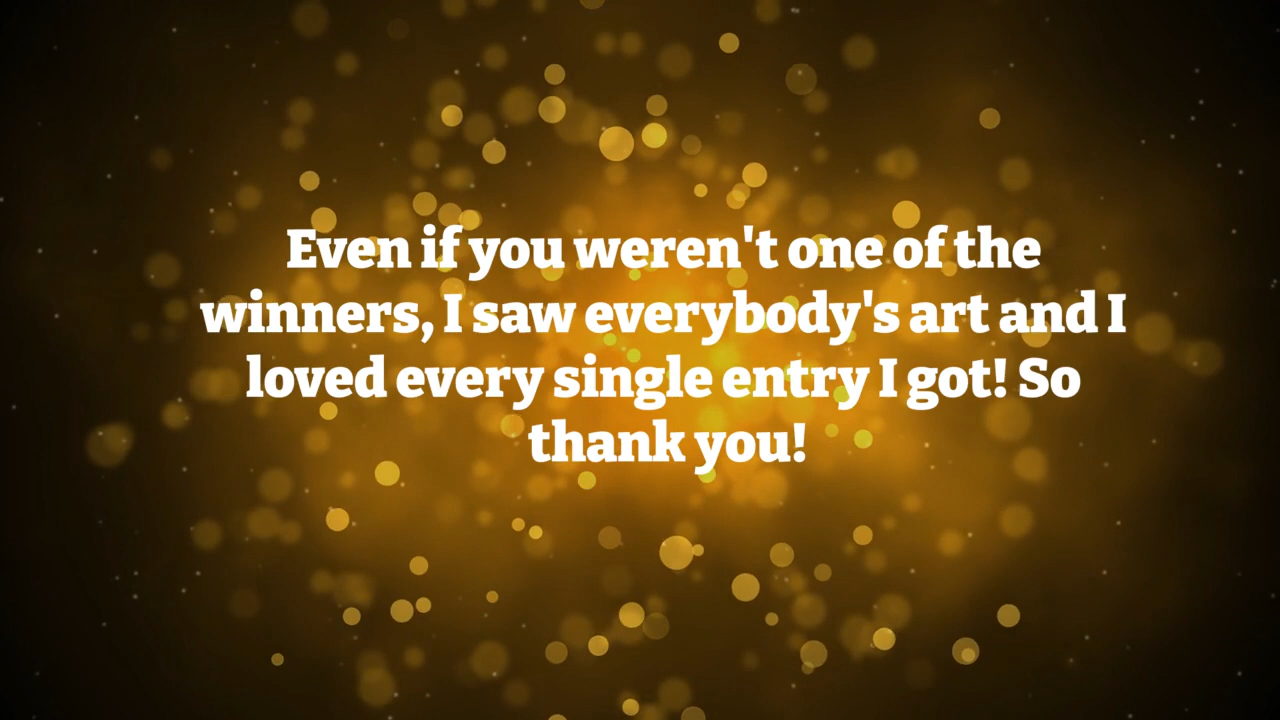 Even if you weren't one of the
winners, I saw everybody's art and I
loved every single entry I got! So
thank you!